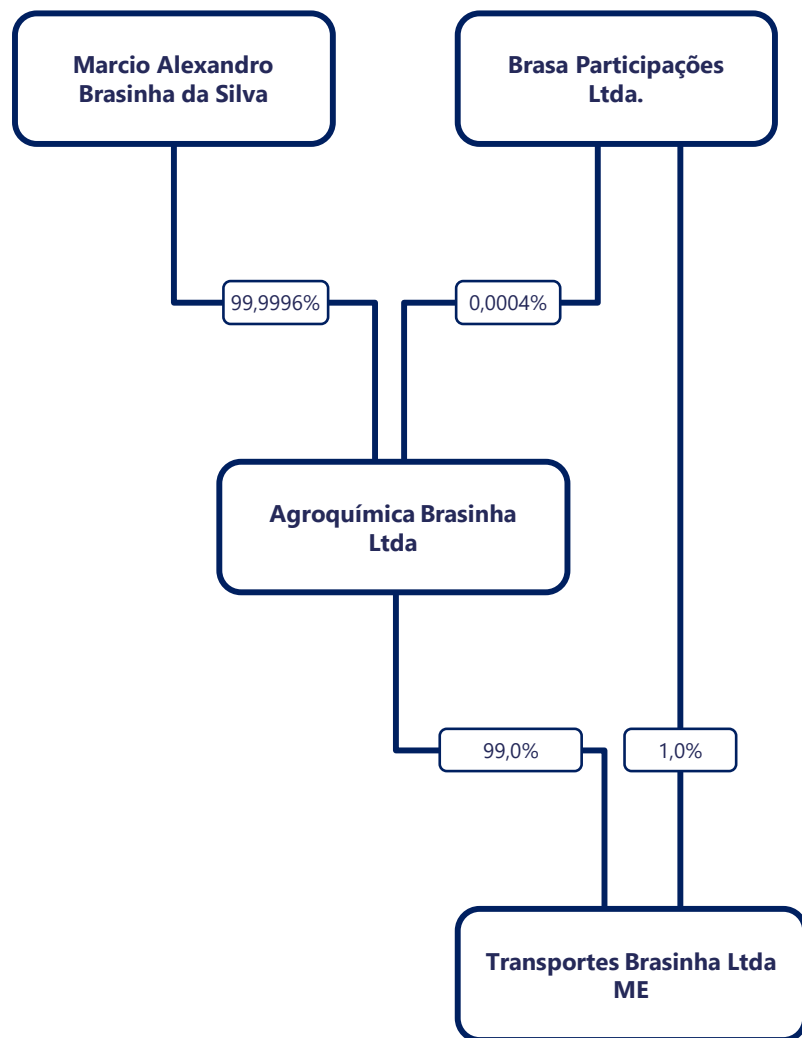 Marcio Alexandro
Brasinha da Silva
Brasa Participações
Ltda.
99,9996%
0,0004%
Agroquímica Brasinha
Ltda
99,0%
1,0%
Transportes Brasinha Ltda
ME